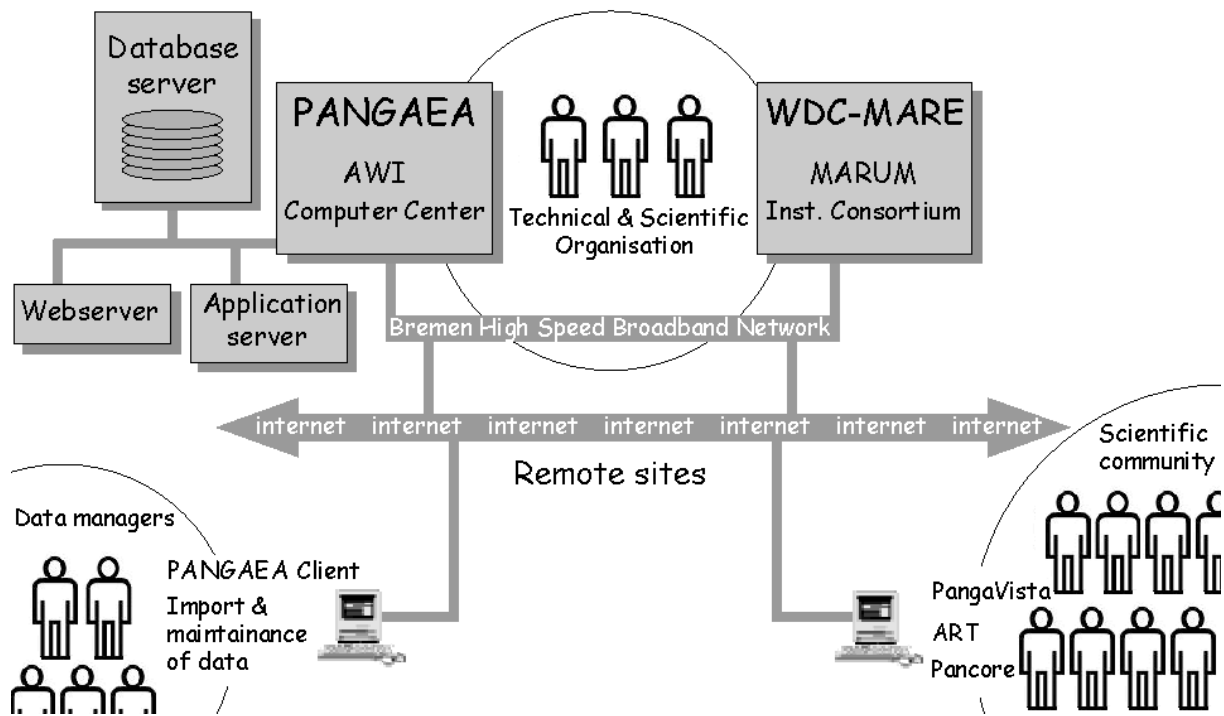 Database
server
PANGAEA
AWI
Computer Center
Technical & Scientific
Organisation
WDC-MARE
MARUM
Inst. Consortium
Webserver
Application
server
Bremen High Speed Broadband Network
internet internet internet internet internet internet internet
Remote sites
Data managers
PANGAEA Client
Import &
maintainance
of data
Scientific
community
PangaVista
ART
Pancore